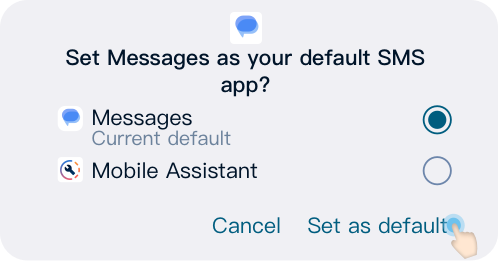 Set Messages as your default SMS
app?
Messages
Current default
Mobile Assistant
Cancel Set as default